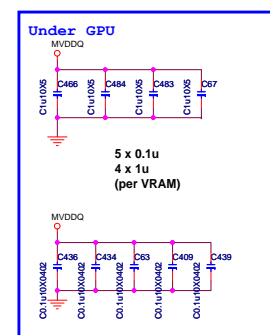 Under GPU
MVDDQ
C466 C484 C483 C67
C1u10X5 C1u10X5 C1u10X5 C1u10X5
5 x 0.1u
4 x 1u
(per VRAM)
MVDDQ
C436 C434 C63 C409 C439
C0.1u10X0402 C0.1u10X0402 C0.1u10X0402 C0.1u10X0402 C0.1u10X0402